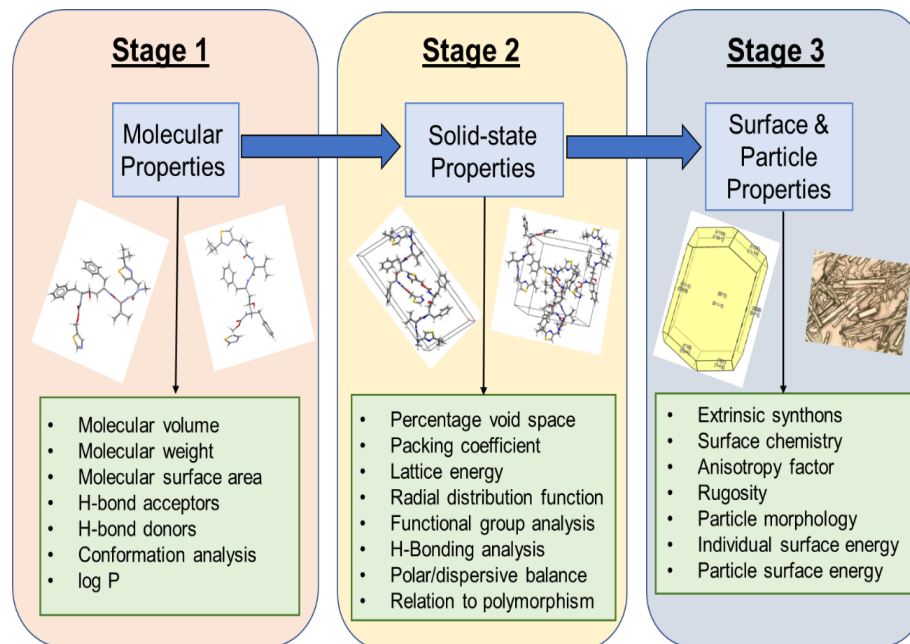 Stage 1
Molecular
Properties
• Molecular volume
• Molecular weight
• Molecular surface area
• H-bond acceptors
• H-bond donors
• Conformation analysis
• log P
Stage 2
Solid-state
Properties
• Percentage void space
• Packing coefficient
• Lattice energy
• Radial distribution function
• Functional group analysis
• H-Bonding analysis
• Polar/dispersive balance
• Relation to polymorphism
Stage 3
Surface &
Particle
Properties
• Extrinsic synthons
• Surface chemistry
• Anisotropy factor
• Rugosity
• Particle morphology
• Individual surface energy
• Particle surface energy